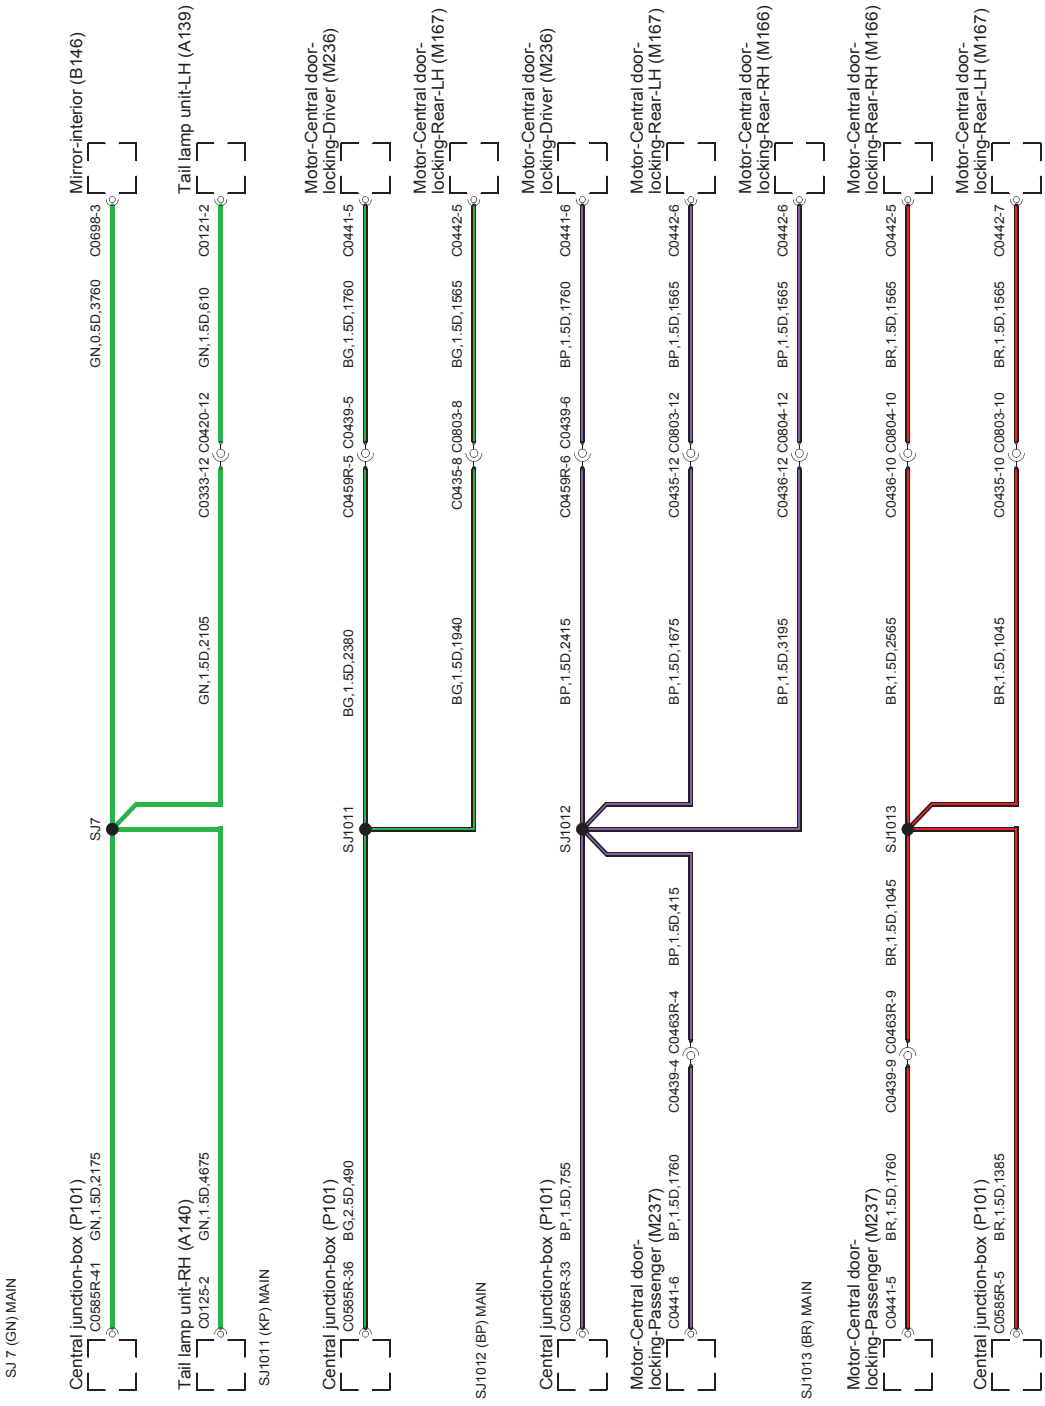 SJ 7 (GN) MAIN
Central junction-box (P101)
C0585R-41
GN,1.5D,2175
SJ7
GN,0.5D,3760
C0698-3
Mirror-interior (B146)
Tail lamp unit-RH (A140)
C0125-2
GN,1.5D,4675
GN,1.5D,2105
C0333-12
C0420-12
GN,1.5D,610
C0121-2
Tail lamp unit-LH (A139)
SJ1011 (KP) MAIN
Central junction-box (P101)
C0585R-36
BG,2.5D,490
SJ1011
BG,1.5D,2380
C0459R-5
C0439-5
BG,1.5D,1760
C0441-5
Motor-Central door-
locking-Driver (M236)
BG,1.5D,1940
C0435-8
C0803-8
BG,1.5D,1565
C0442-5
Motor-Central door-
locking-Rear-LH (M167)
SJ1012 (BP) MAIN
Central junction-box (P101)
C0585R-33
BP,1.5D,755
SJ1012
BP,1.5D,2415
C0459R-6
C0439-6
BP,1.5D,1760
C0441-6
Motor-Central door-
locking-Driver (M236)
Motor-Central door-
locking-Passenger (M237)
C0441-6
BP,1.5D,1760
C0439-4
C0463R-4
BP,1.5D,415
BP,1.5D,1675
C0435-12
C0803-12
BP,1.5D,1565
C0442-6
Motor-Central door-
locking-Rear-LH (M167)
BP,1.5D,3195
C0436-12
C0804-12
BP,1.5D,1565
C0442-6
Motor-Central door-
locking-Rear-RH (M166)
SJ1013 (BR) MAIN
Motor-Central door-
locking-Passenger (M237)
C0441-5
BR,1.5D,1760
C0439-9
C0463R-9
BR,1.5D,1045
SJ1013
BR,1.5D,2565
C0436-10
C0804-10
BR,1.5D,1565
C0442-5
Motor-Central door-
locking-Rear-RH (M166)
Central junction-box (P101)
C0585R-5
BR,1.5D,1385
BR,1.5D,1045
C0435-10
C0803-10
BR,1.5D,1565
C0442-7
Motor-Central door-
locking-Rear-LH (M167)